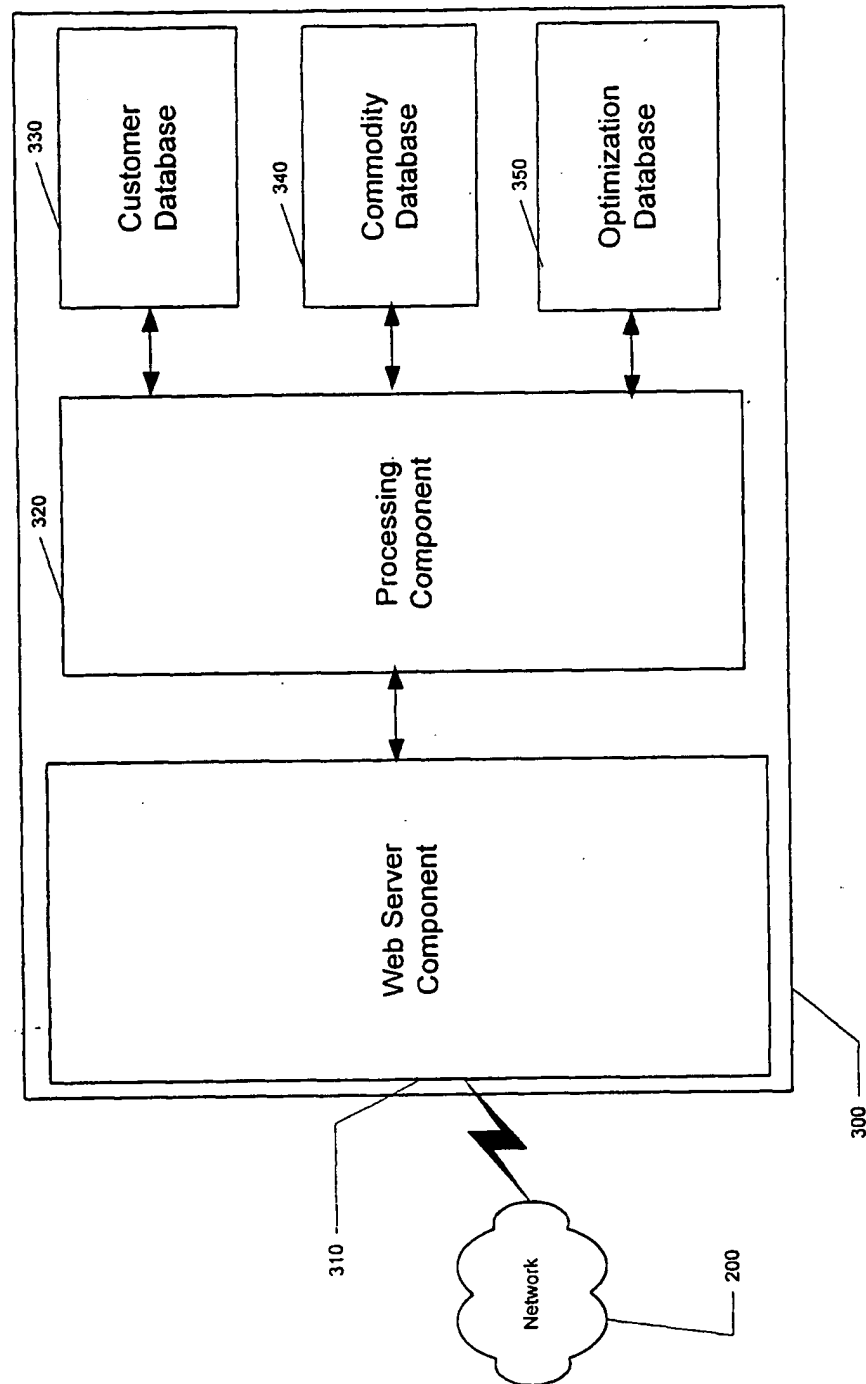 330
Customer
Database
340
Commodity
Database
350
Optimization
Database
320
Processing
Component
Web Server
Component
310
Network
200
300